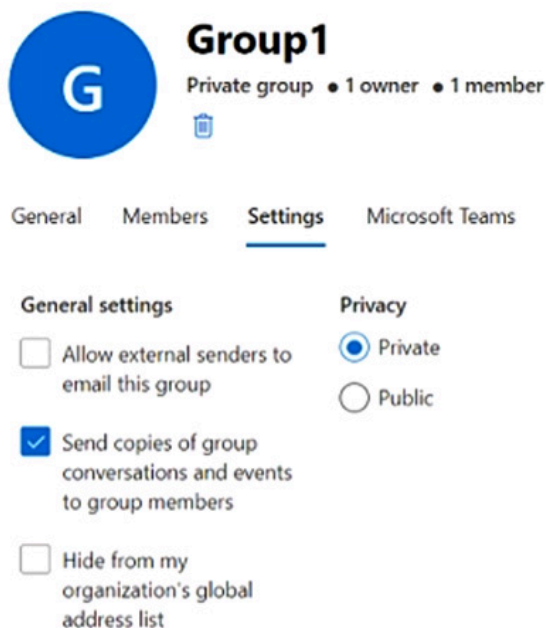 G
Group1
Private group ● 1 owner ● 1 member
General Members Settings Microsoft Teams
General settings
Allow external senders to
email this group
Send copies of group
conversations and events
to group members
Hide from my
organization's global
address list
Privacy
Private
Public